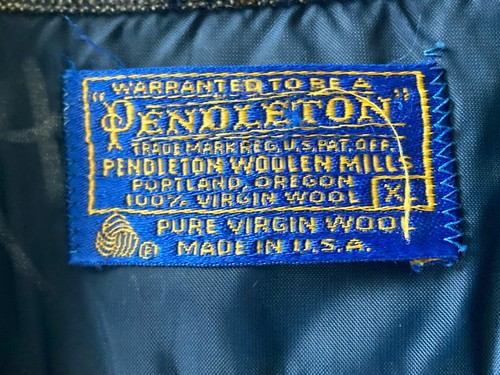 WARRANTED TO BE A
"PENDLETON"
TRADE MARK REG. U.S. PAT. OFF.
PENDLETON WOOLEN MILLS
PORTLAND, OREGON
100% VIRGIN WOOL X
PURE VIRGIN WOOL
MADE IN U.S.A.